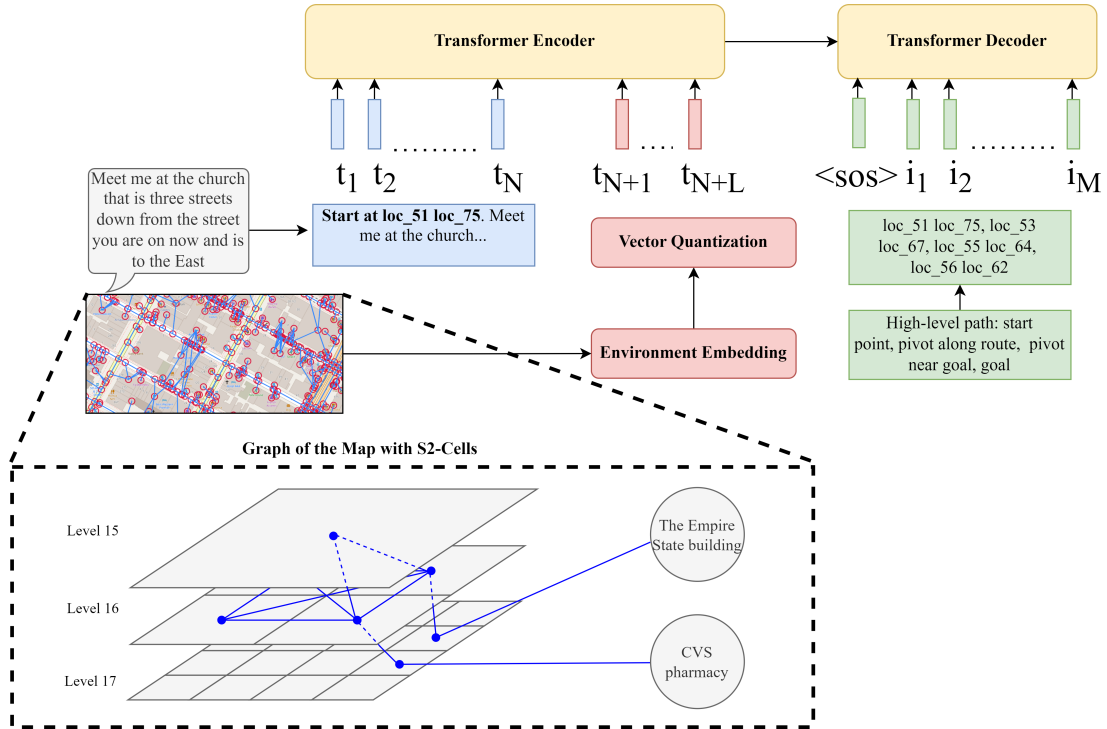 Transformer Encoder
Transformer Decoder
t1 t2 ......... tN tN+1 .... tN+L
<sos> i1 i2 ......... iM
Meet me at the church
that is three streets
down from the street
you are on now and is
to the East
Start at loc_51 loc_75. Meet
me at the church...
Vector Quantization
Environment Embedding
loc_51 loc_75, loc_53
loc_67, loc_55 loc_64,
loc_56 loc_62
High-level path: start
point, pivot along route, pivot
near goal, goal
Graph of the Map with S2-Cells
Level 15
Level 16
Level 17
The Empire
State building
CVS
pharmacy